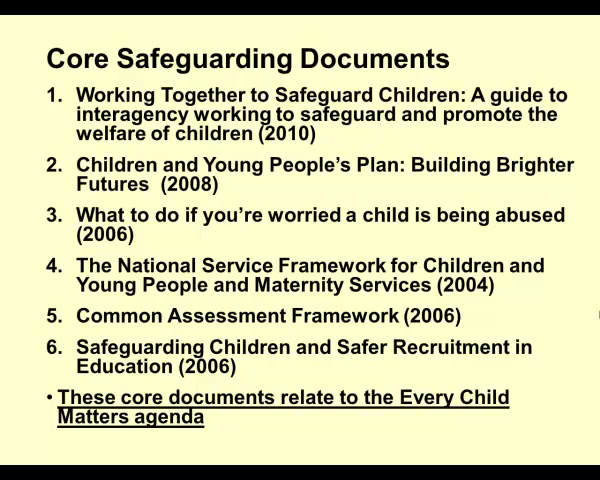 Core Safeguarding Documents
1. Working Together to Safeguard Children: A guide to
interagency working to safeguard and promote the
welfare of children (2010)
2. Children and Young People's Plan: Building Brighter
Futures (2008)
3. What to do if you're worried a child is being abused
(2006)
4. The National Service Framework for Children and
Young People and Maternity Services (2004)
5. Common Assessment Framework (2006)
6. Safeguarding Children and Safer Recruitment in
Education (2006)
• These core documents relate to the Every Child
Matters agenda